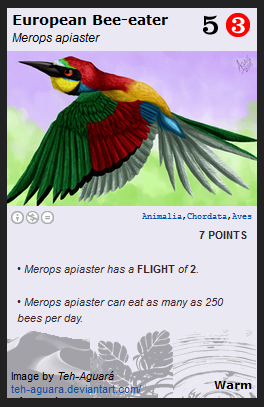 European Bee-eater 5 3
Merops apiaster
Animalia,Chordata,Aves
7 POINTS
• Merops apiaster has a FLIGHT of 2.
• Merops apiaster can eat as many as 250
bees per day.
Image by Teh-Aguará
teh-aguara.deviantart.com/
Warm